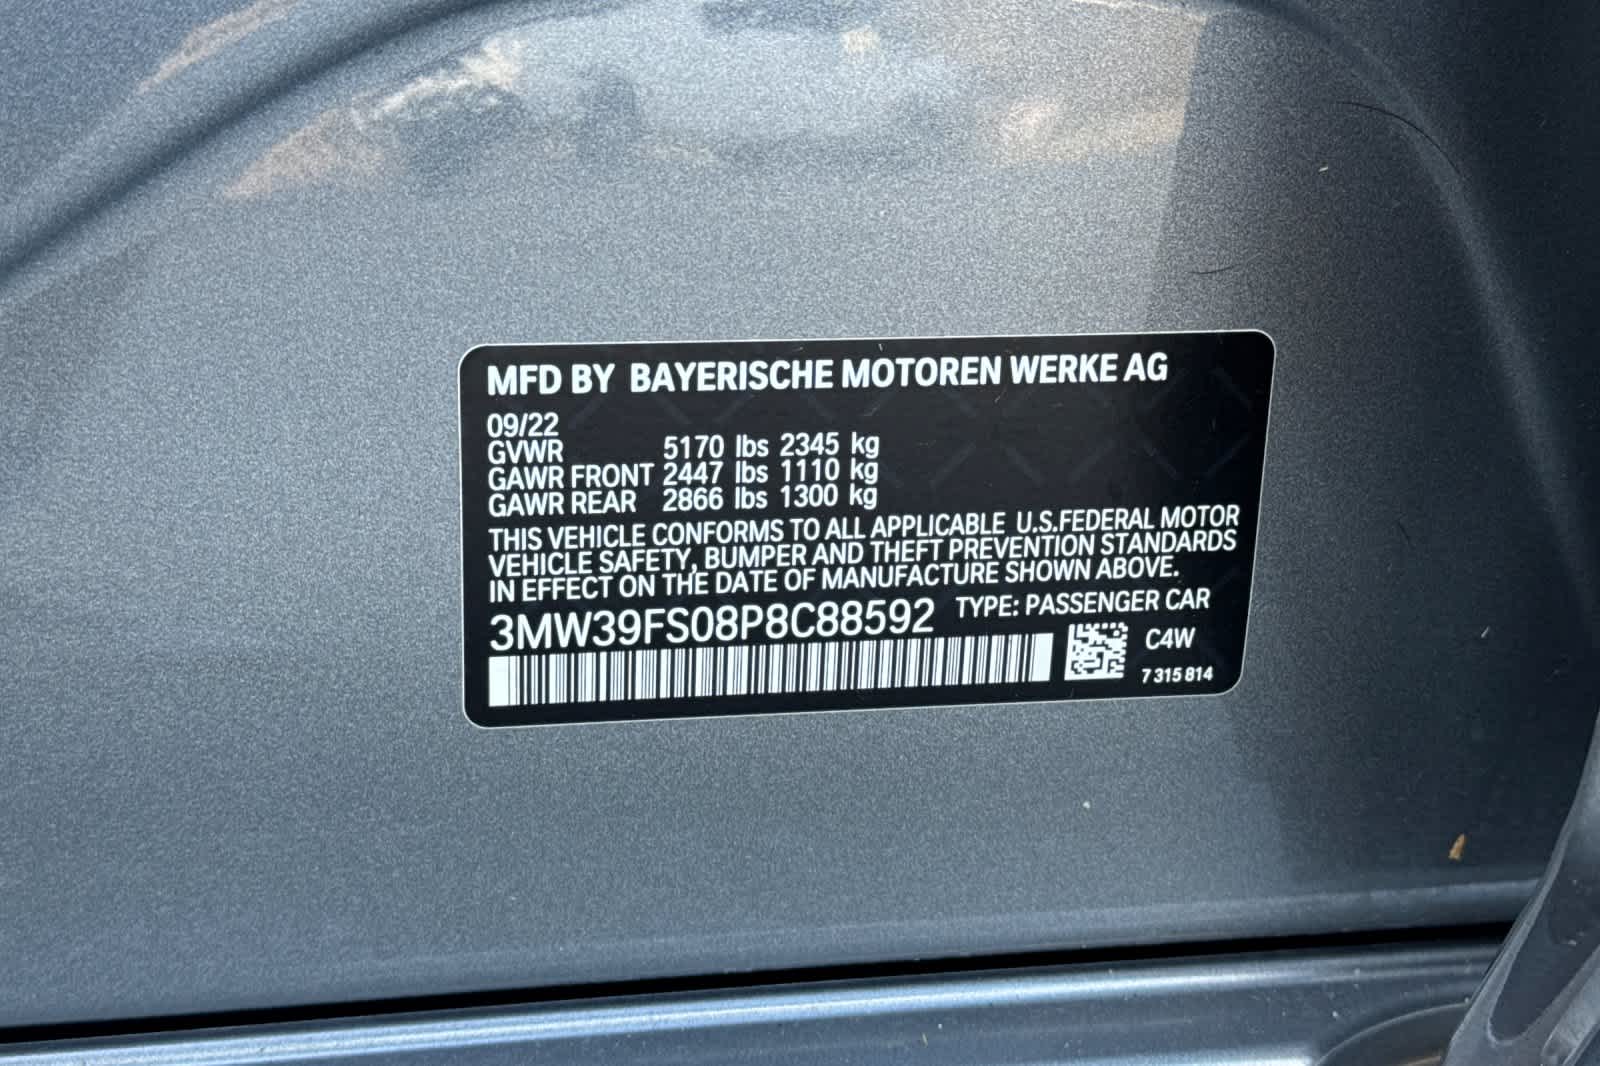 MFD BY BAYERISCHE MOTOREN WERKE AG
09/22
GVWR 5170 lbs 2345 kg
GAWR FRONT 2447 lbs 1110 kg
GAWR REAR 2866 lbs 1300 kg
THIS VEHICLE CONFORMS TO ALL APPLICABLE U.S.FEDERAL MOTOR
VEHICLE SAFETY, BUMPER AND THEFT PREVENTION STANDARDS
IN EFFECT ON THE DATE OF MANUFACTURE SHOWN ABOVE.
3MW39FS08P8C88592 TYPE: PASSENGER CAR
C4W
7 315 814